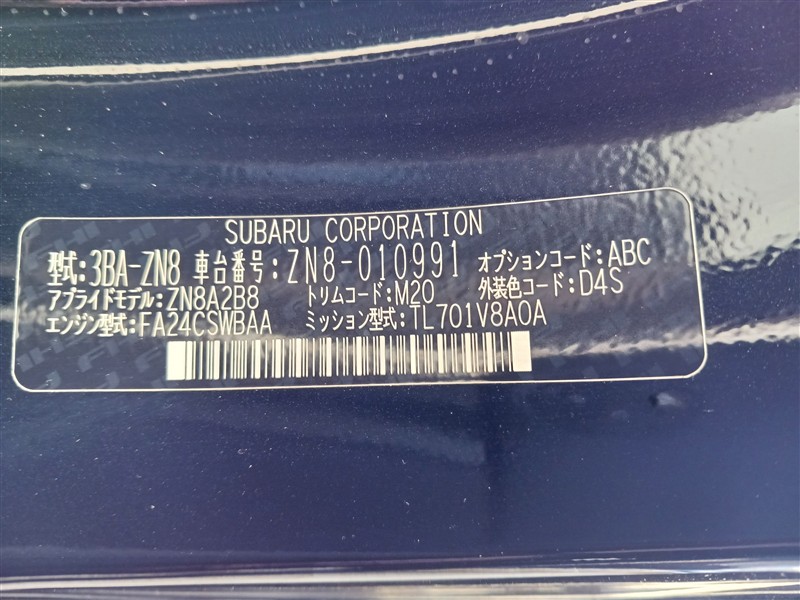 SUBARU CORPORATION
型式:3BA-ZN8 車台番号:ZN8-010991 オプションコード:ABC
アプライドモデル:ZN8A2B8 トリムコード:M20 外装色コード:D4S
エンジン型式:FA24CSWBAA ミッション型式:TL701V8A0A